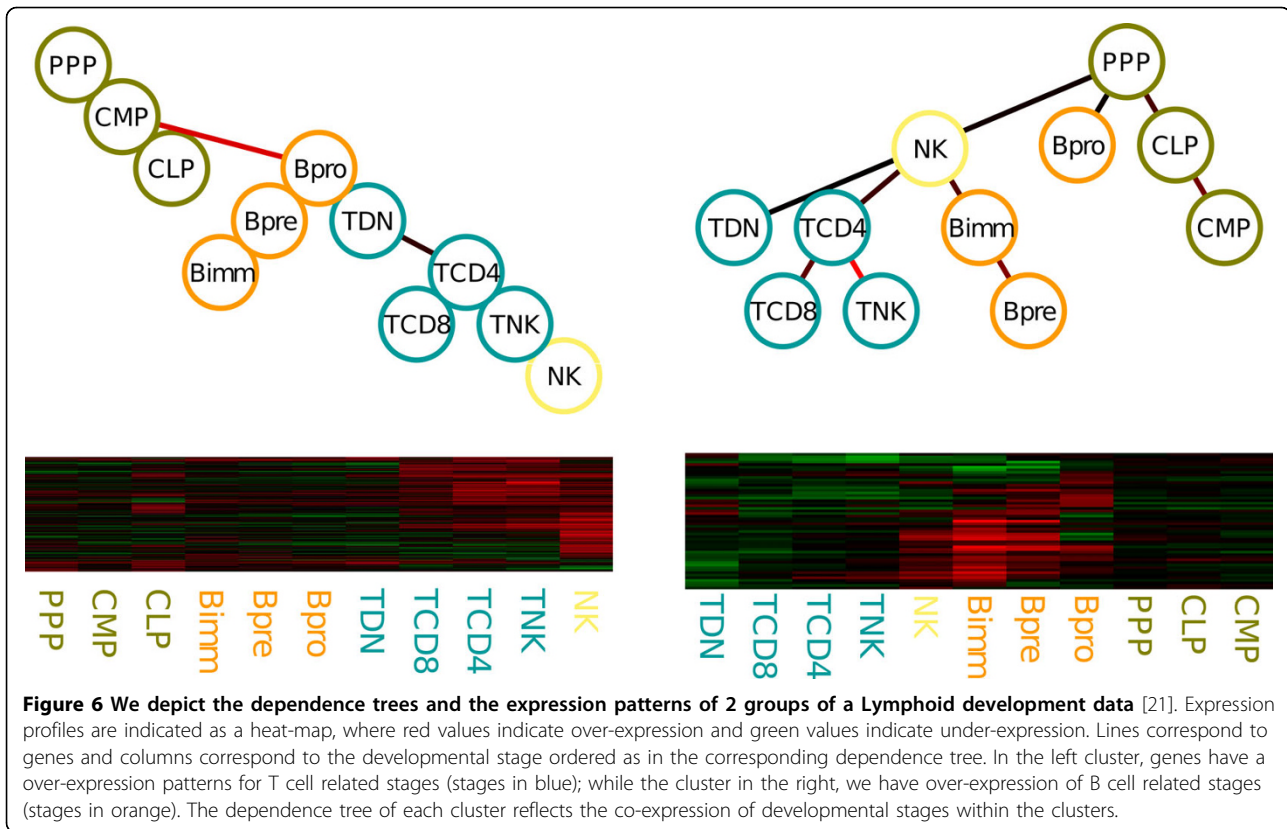 PPP
CMP
CLP
Bpro
Bpre
TDN
Bimm
TCD4
TCD8
TNK
NK
PPP
NK
Bpro
CLP
TDN
TCD4
Bimm
CMP
TCD8
TNK
Bpre
PPP
CMP
CLP
Bimm
Bpre
Bpro
TDN
TCD8
TCD4
TNK
NK
TDN
TCD8
TCD4
TNK
NK
Bimm
Bpre
Bpro
PPP
CLP
CMP
Figure 6 We depict the dependence trees and the expression patterns of 2 groups of a Lymphoid development data [21]. Expression
profiles are indicated as a heat-map, where red values indicate over-expression and green values indicate under-expression. Lines correspond to
genes and columns correspond to the developmental stage ordered as in the corresponding dependence tree. In the left cluster, genes have a
over-expression patterns for T cell related stages (stages in blue); while the cluster in the right, we have over-expression of B cell related stages
(stages in orange). The dependence tree of each cluster reflects the co-expression of developmental stages within the clusters.